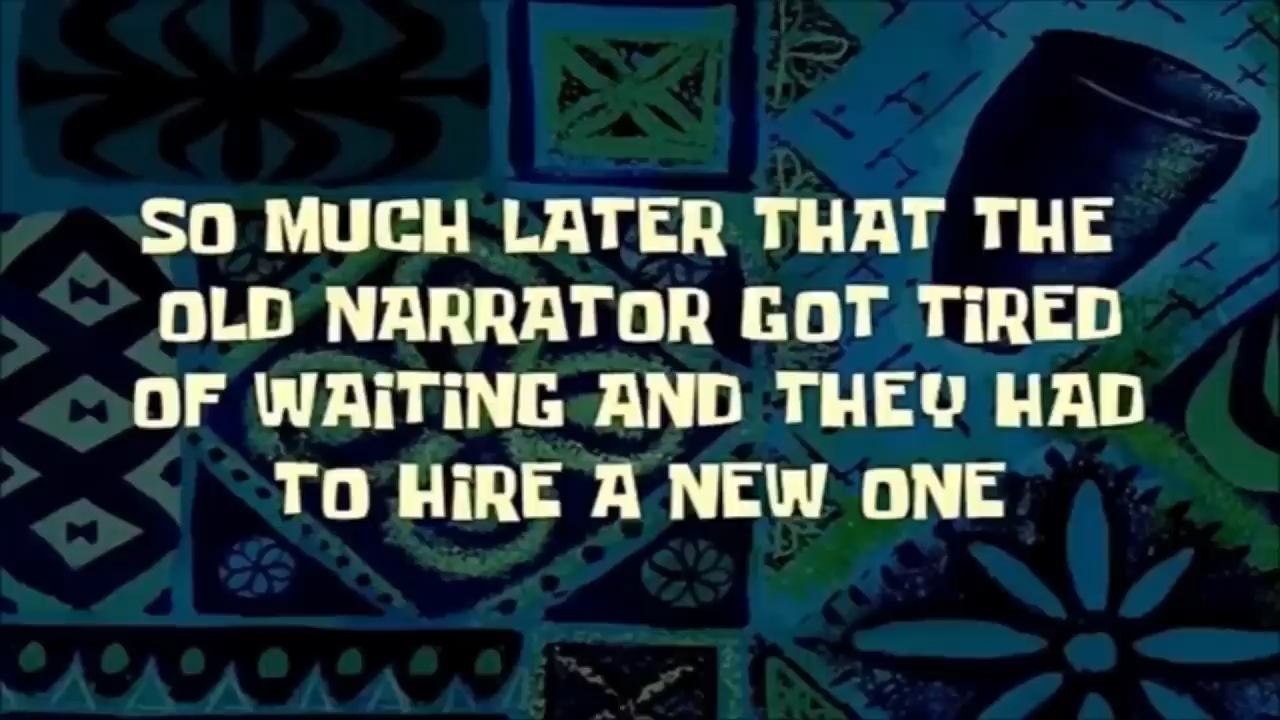 SO MUCH LATER THAT THE
OLD NARRATOR GOT TiRED
OF WAiTiNG AND THEY HAD
TO HiRE A NEW ONE